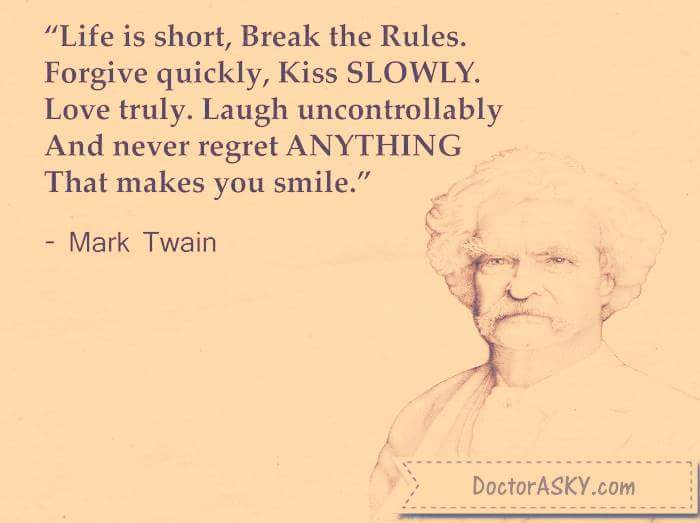 “Life is short, Break the Rules.
Forgive quickly, Kiss SLOWLY.
Love truly. Laugh uncontrollably
And never regret ANYTHING
That makes you smile.”
- Mark Twain
DoctorASKY.com